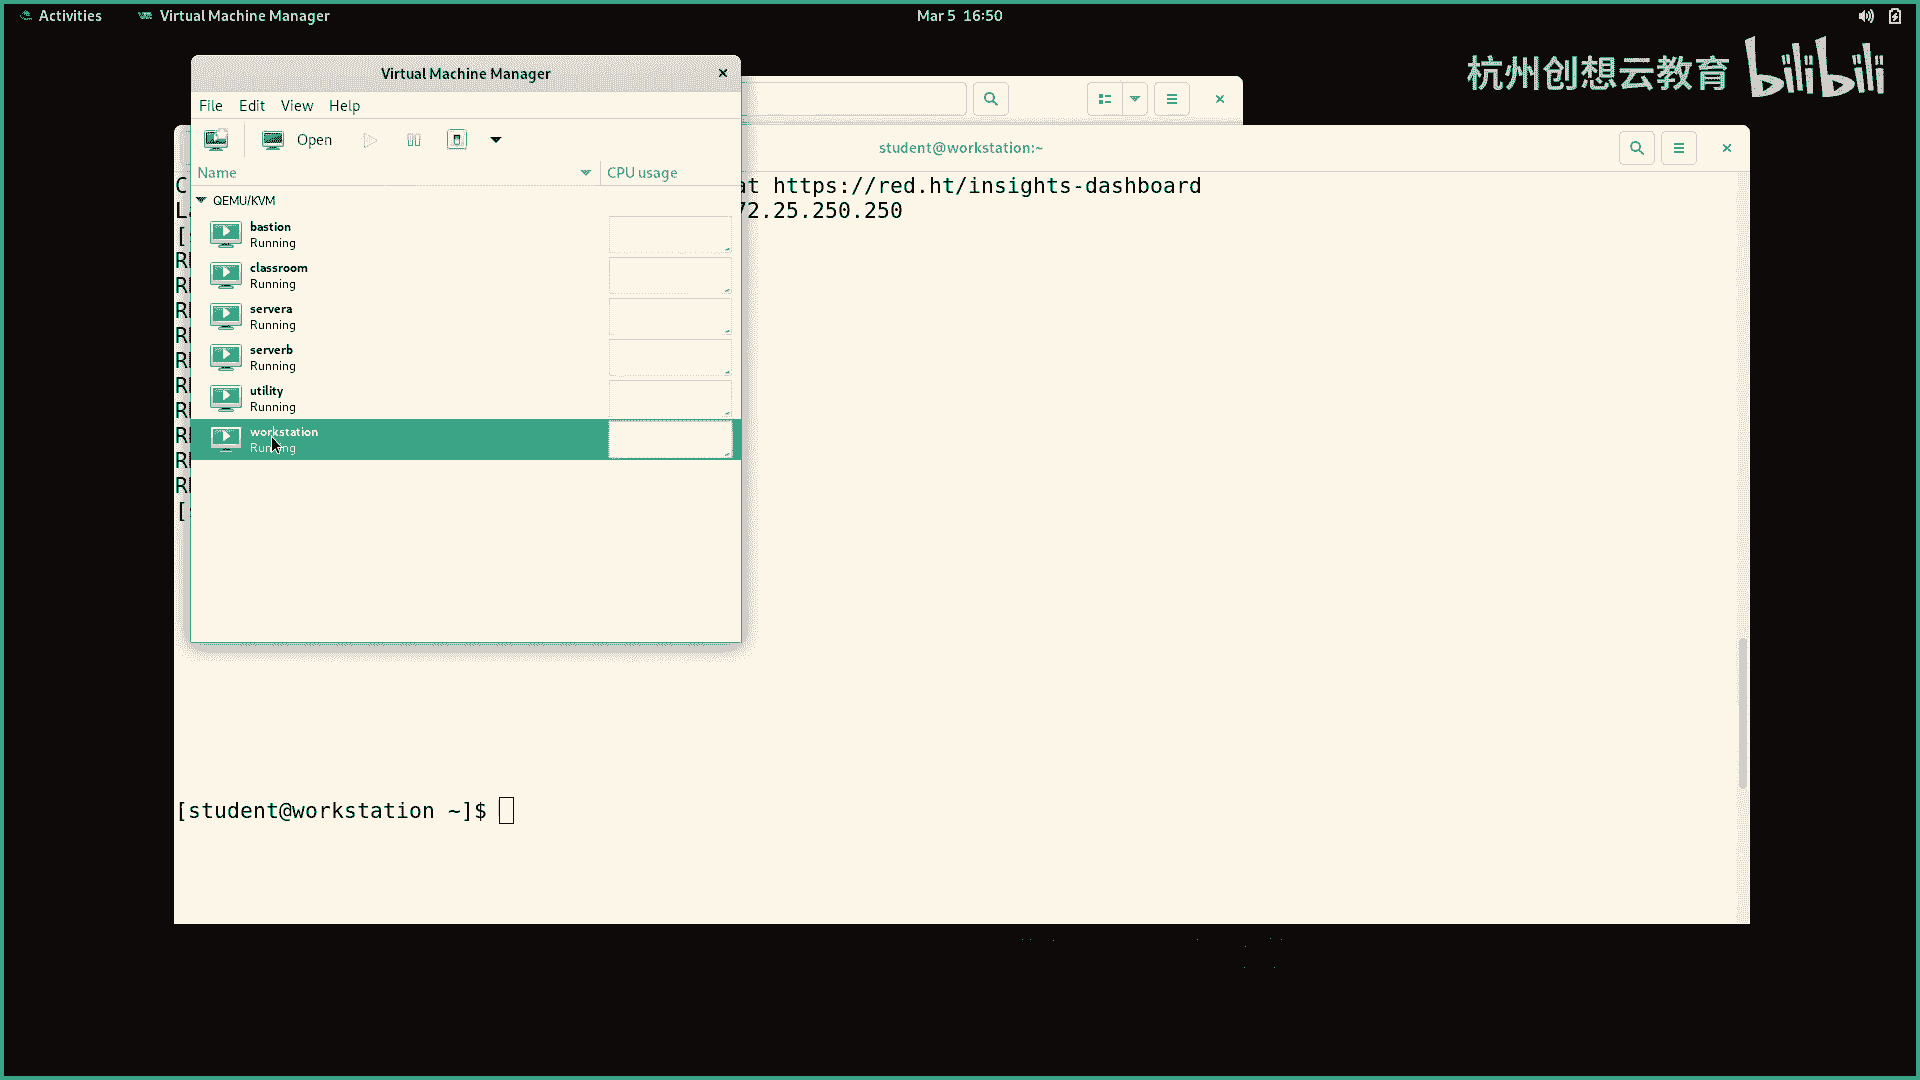 Activities
Virtual Machine Manager
Mar 5 16:50
杭州创想云教育 bilibili
Virtual Machine Manager
File Edit View Help
Open
Name CPU usage
QEMU/KVM
bastion
Running
classroom
Running
servera
Running
serverb
Running
utility
Running
workstation
Running
student@workstation:~
at https://red.ht/insights-dashboard
72.25.250.250
[student@workstation ~]$